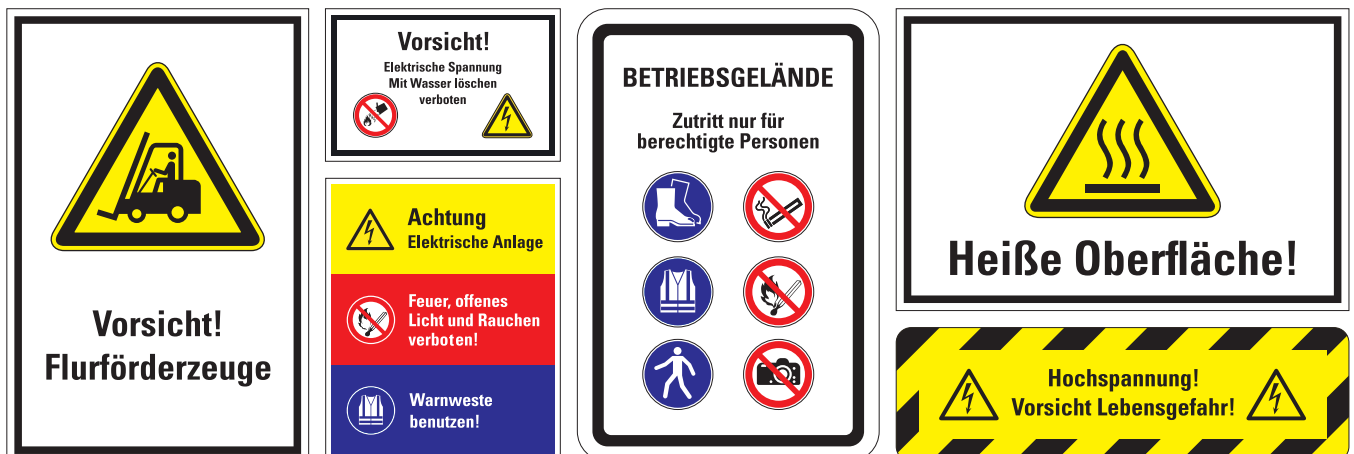 Vorsicht!
Flurförderzeuge
Vorsicht!
Elektrische Spannung
Mit Wasser löschen
verboten
Achtung
Elektrische Anlage
Feuer, offenes
Licht und Rauchen
verboten!
Warnweste
benutzen!
BETRIEBSGELÄNDE
Zutritt nur für
berechtigte Personen
Heiße Oberfläche!
Hochspannung!
Vorsicht Lebensgefahr!